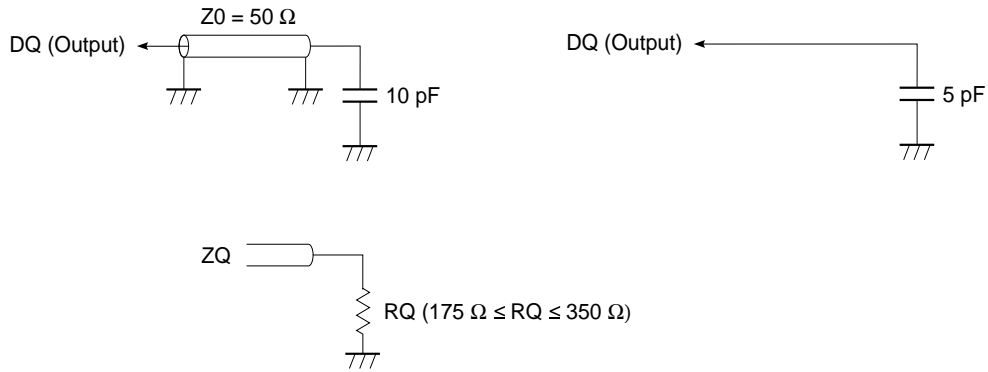 Z0 = 50 Ω
DQ (Output)
10 pF
DQ (Output)
5 pF
ZQ
RQ (175 Ω ≤ RQ ≤ 350 Ω)